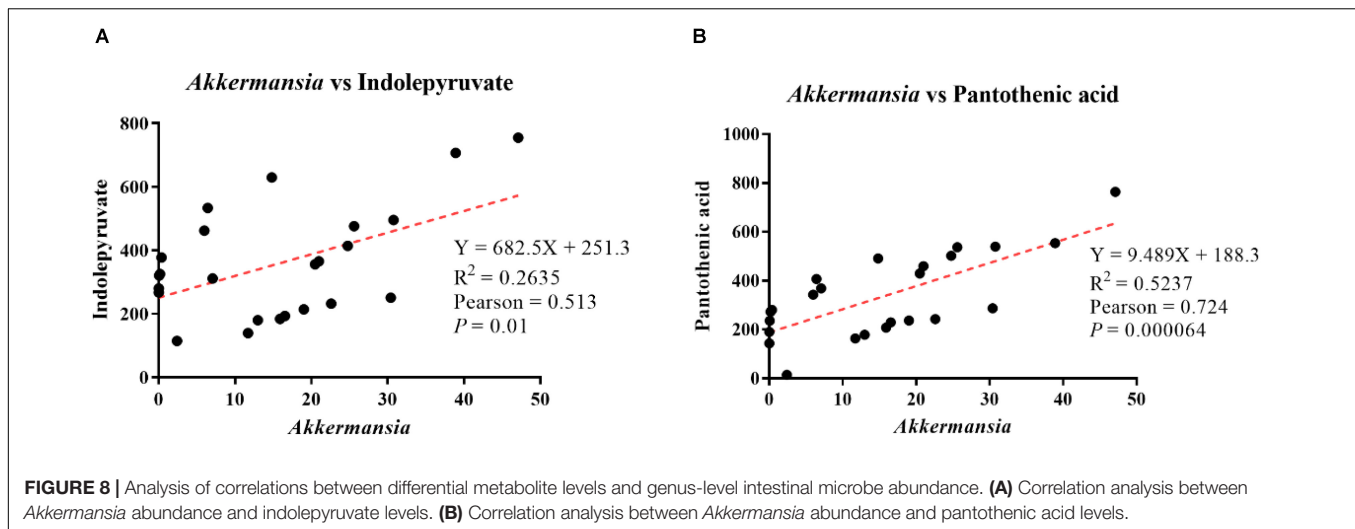 A
Akkermansia vs Indolepyruvate
800
600
400
200
0
Indolepyruvate
Y = 682.5X + 251.3
R² = 0.2635
Pearson = 0.513
P = 0.01
0 10 20 30 40 50
Akkermansia
B
Akkermansia vs Pantothenic acid
1000
800
600
400
200
0
Pantothenic acid
Y = 9.489X + 188.3
R² = 0.5237
Pearson = 0.724
P = 0.000064
0 10 20 30 40 50
Akkermansia
FIGURE 8 | Analysis of correlations between differential metabolite levels and genus-level intestinal microbe abundance. (A) Correlation analysis between
Akkermansia abundance and indolepyruvate levels. (B) Correlation analysis between Akkermansia abundance and pantothenic acid levels.